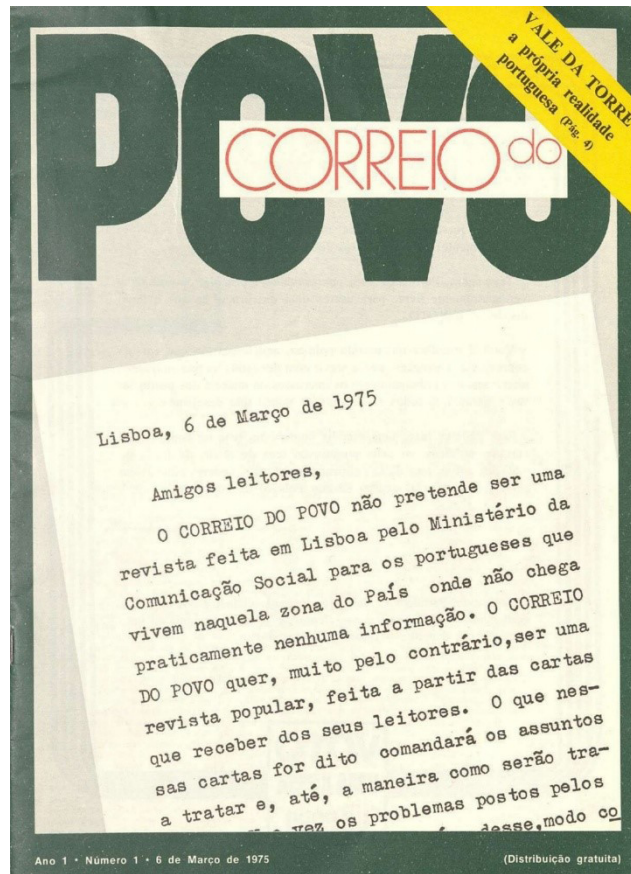 POVO
CORREIO do
VALE DA TORRE
a própria realidade
portuguesa (Pág. 4)
Lisboa, 6 de Março de 1975
Amigos leitores,
O CORREIO DO POVO não pretende ser uma
revista feita em Lisboa pelo Ministério da
Comunicação Social para os portugueses que
vivem naquela zona do País onde não chega
praticamente nenhuma informação. O CORREIO
DO POVO quer, muito pelo contrário,ser uma
revista popular, feita a partir das cartas
que receber dos seus leitores. O que nes-
sas cartas for dito comandará os assuntos
a tratar e, até, a maneira como serão tra-
vez os problemas postos pelos
desse,modo co
Ano 1 • Número 1 • 6 de Março de 1975
(Distribuição gratuita)